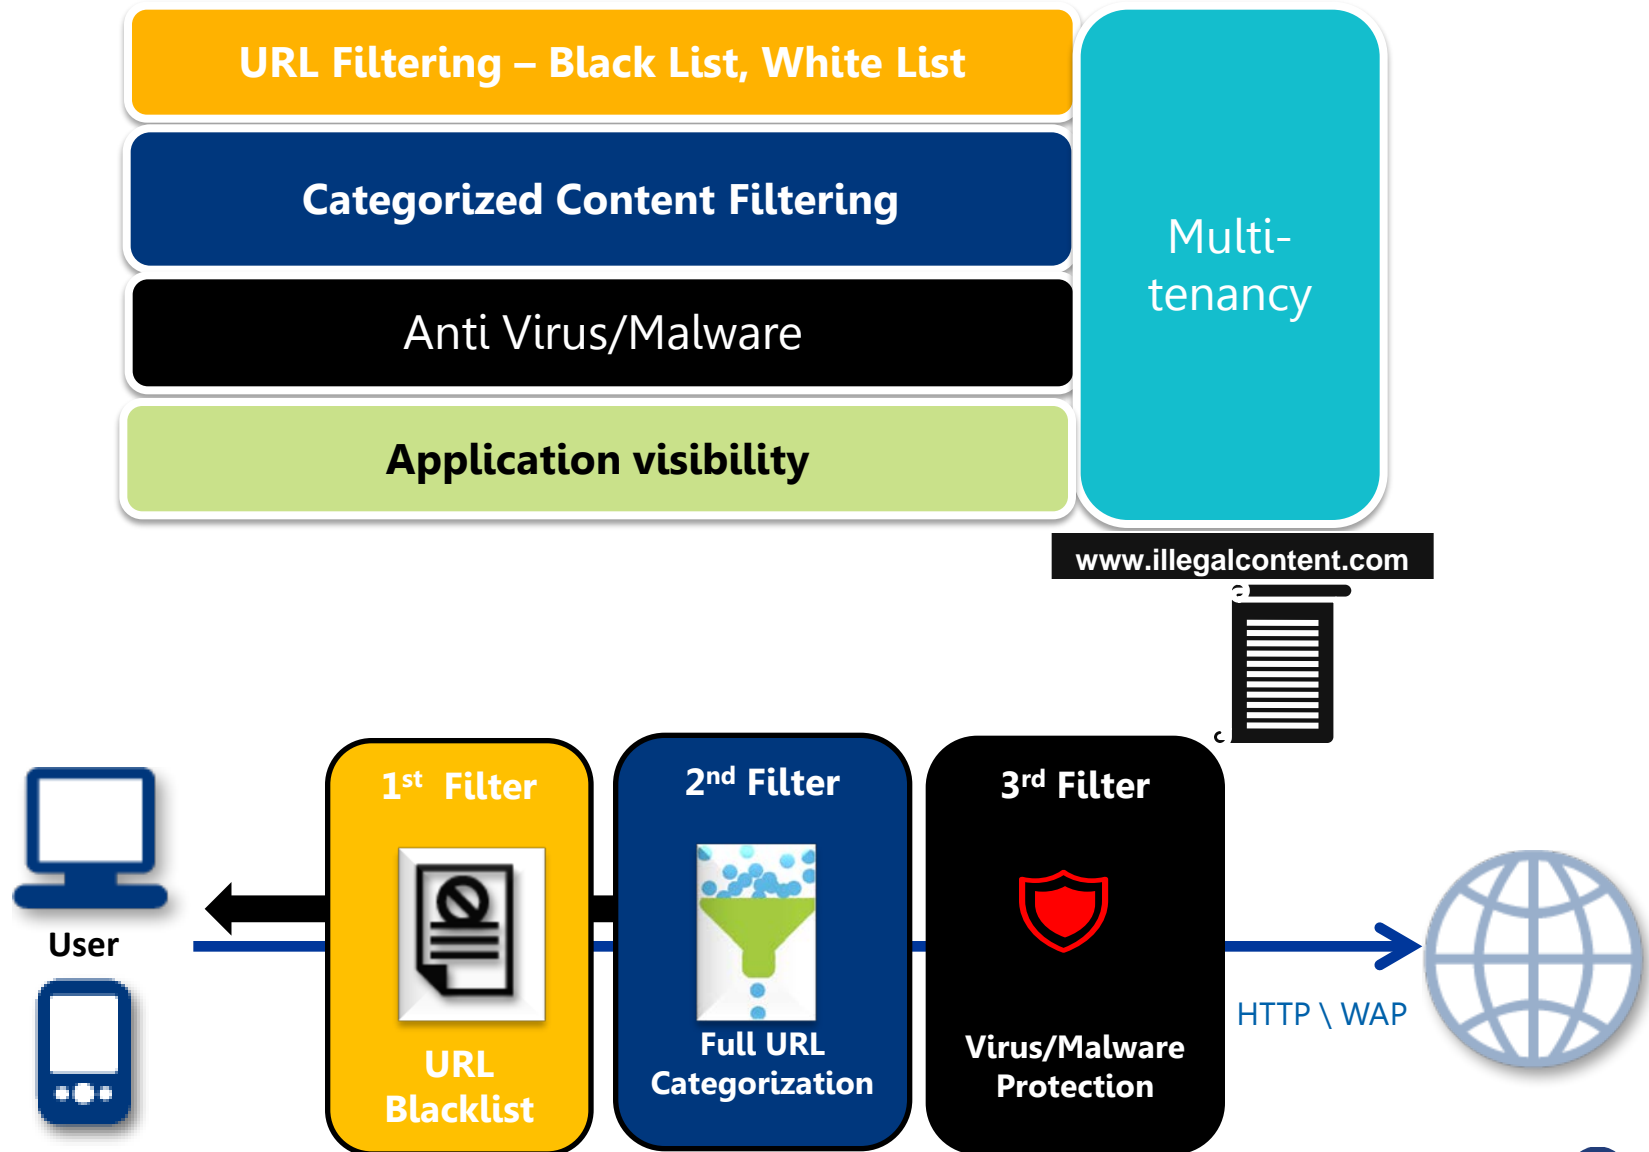 URL Filtering – Black List, White List
Categorized Content Filtering
Anti Virus/Malware
Application visibility
Multi-
tenancy
www.illegalcontent.com
1st Filter
2nd Filter
3rd Filter
User
URL
Blacklist
Full URL
Categorization
Virus/Malware
Protection
HTTP \ WAP